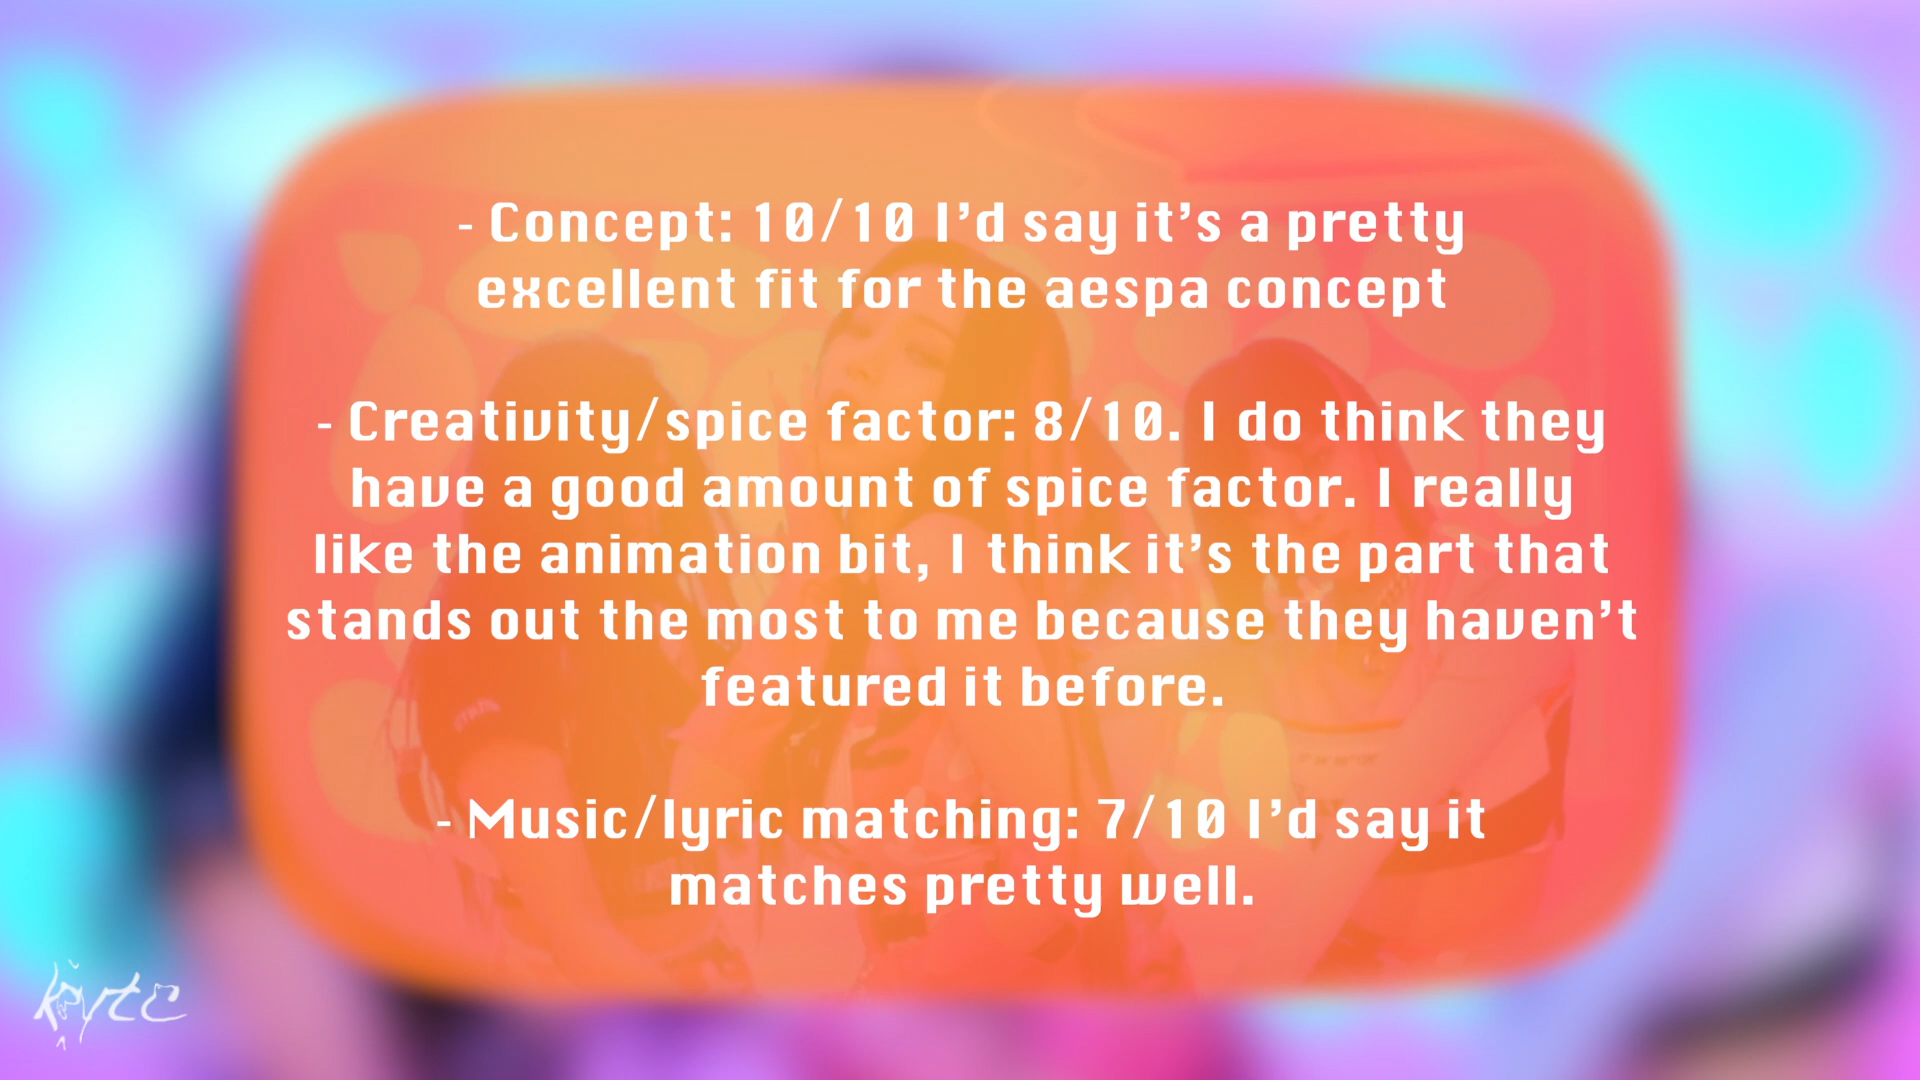 - Concept: 10/10 I’d say it’s a pretty
excellent fit for the aespa concept
- Creativity/spice factor: 8/10. I do think they
have a good amount of spice factor. I really
like the animation bit, I think it’s the part that
stands out the most to me because they haven’t
featured it before.
- Music/lyric matching: 7/10 I’d say it
matches pretty well.